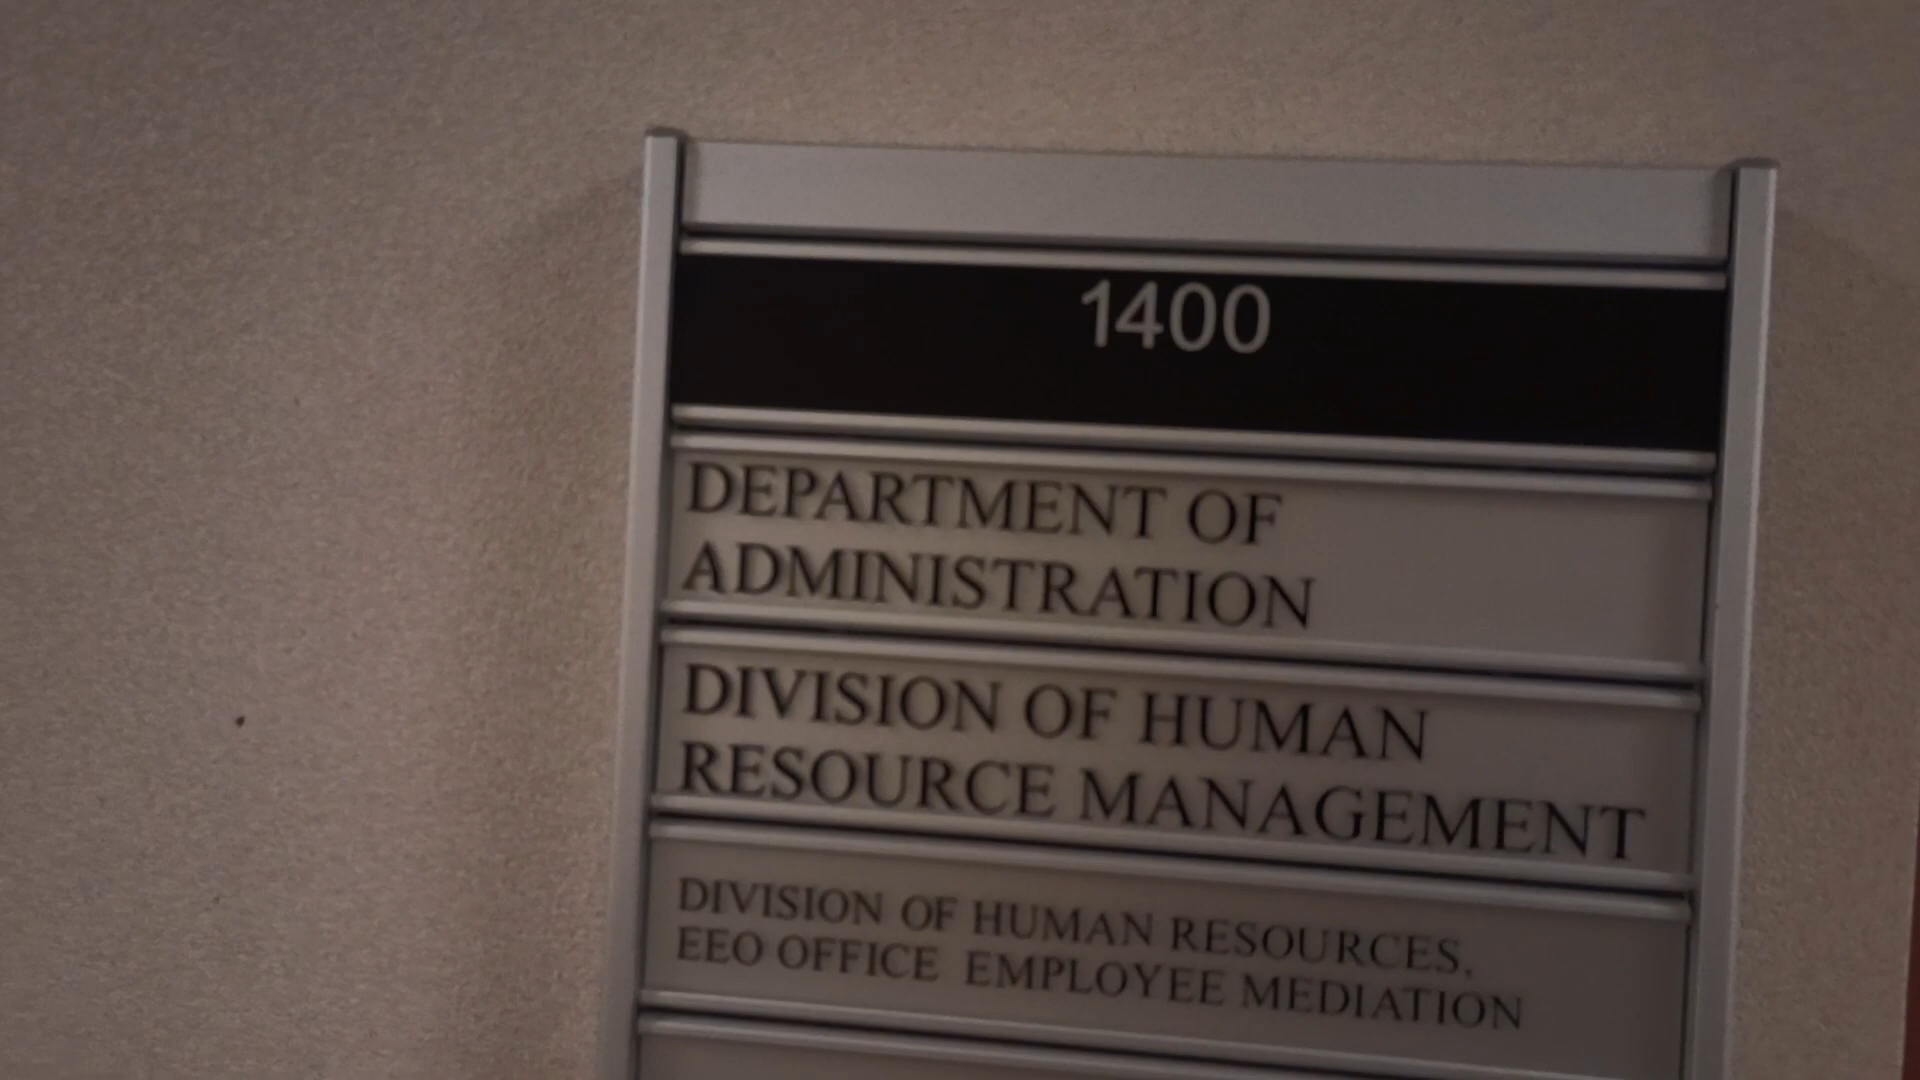 1400
DEPARTMENT OF
ADMINISTRATION
DIVISION OF HUMAN
RESOURCE MANAGEMENT
DIVISION OF HUMAN RESOURCES,
EEO OFFICE EMPLOYEE MEDIATION